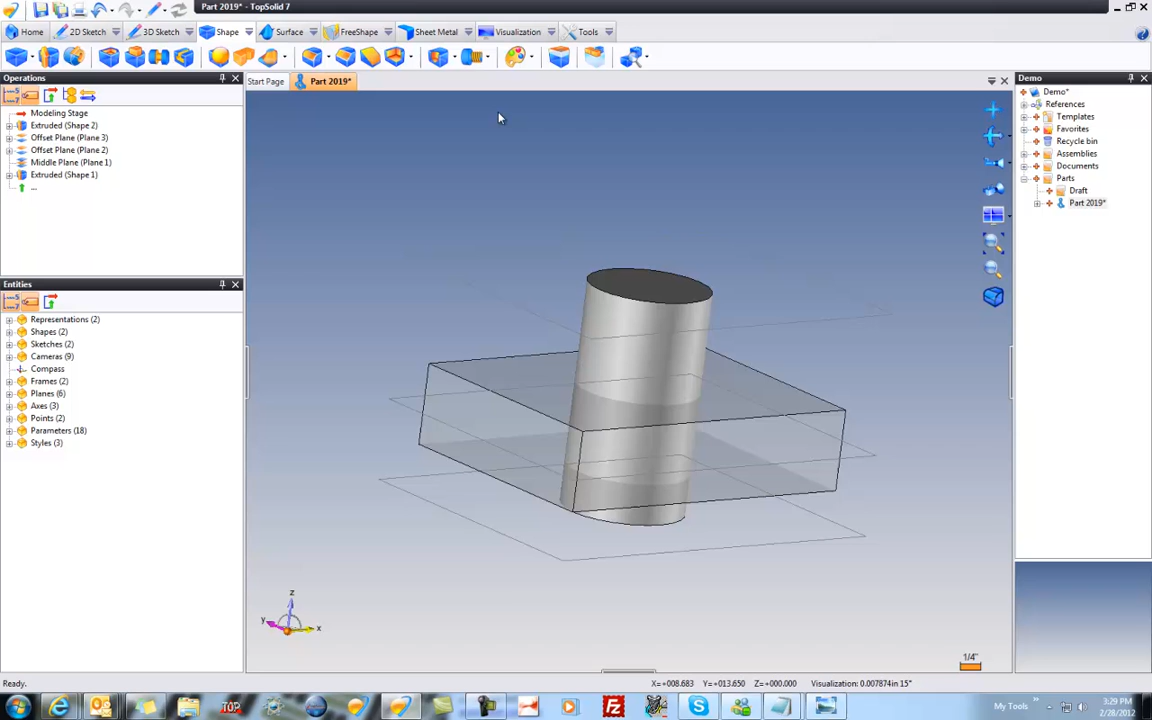 Part 2019* - TopSolid 7
Home 2D Sketch 3D Sketch Shape Surface FreeShape Sheet Metal Visualization Tools
Operations
Start Page Part 2019*
Demo
Modeling Stage
Extruded (Shape 2)
Offset Plane (Plane 3)
Offset Plane (Plane 2)
Middle Plane (Plane 1)
Extruded (Shape 1)
...
Entities
Representations (2)
Shapes (2)
Sketches (2)
Cameras (9)
Compass
Frames (2)
Planes (6)
Axes (3)
Points (2)
Parameters (18)
Styles (3)
Demo*
References
Templates
Favorites
Recycle bin
Assemblies
Documents
Parts
Draft
Part 2019*
z
y
x
1/4"
Ready.
X=+008.683 Y=+013.650 Z=+000.000 Visualization: 0.007874in 15°
TOP
My Tools
3:29 PM
2/28/2012